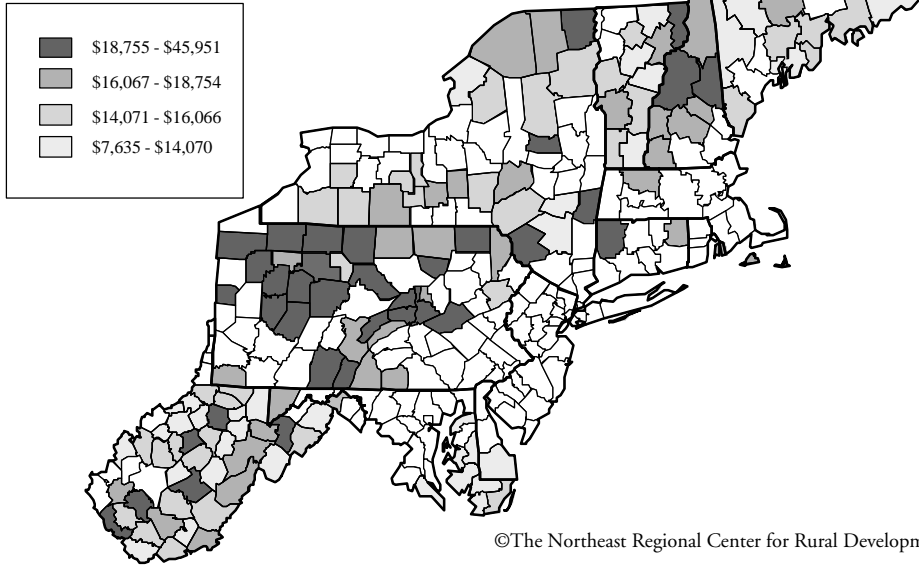 $18,755 - $45,951
$16,067 - $18,754
$14,071 - $16,066
$7,635 - $14,070
©The Northeast Regional Center for Rural Developm